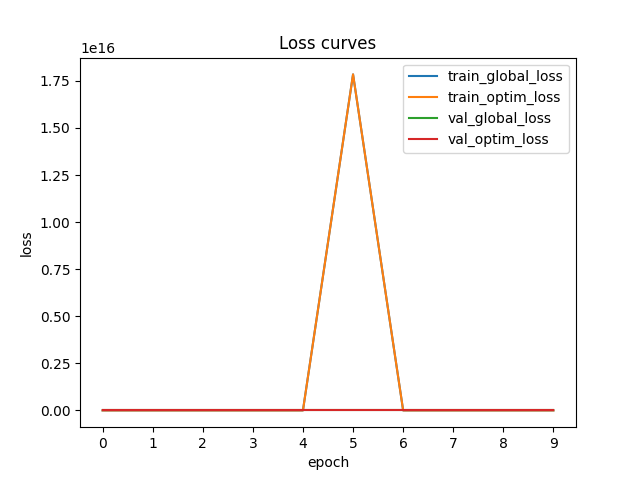 Loss curves
1e16
1.75
1.50
1.25
1.00
0.75
0.50
0.25
0.00
loss
train_global_loss
train_optim_loss
val_global_loss
val_optim_loss
0 1 2 3 4 5 6 7 8 9
epoch